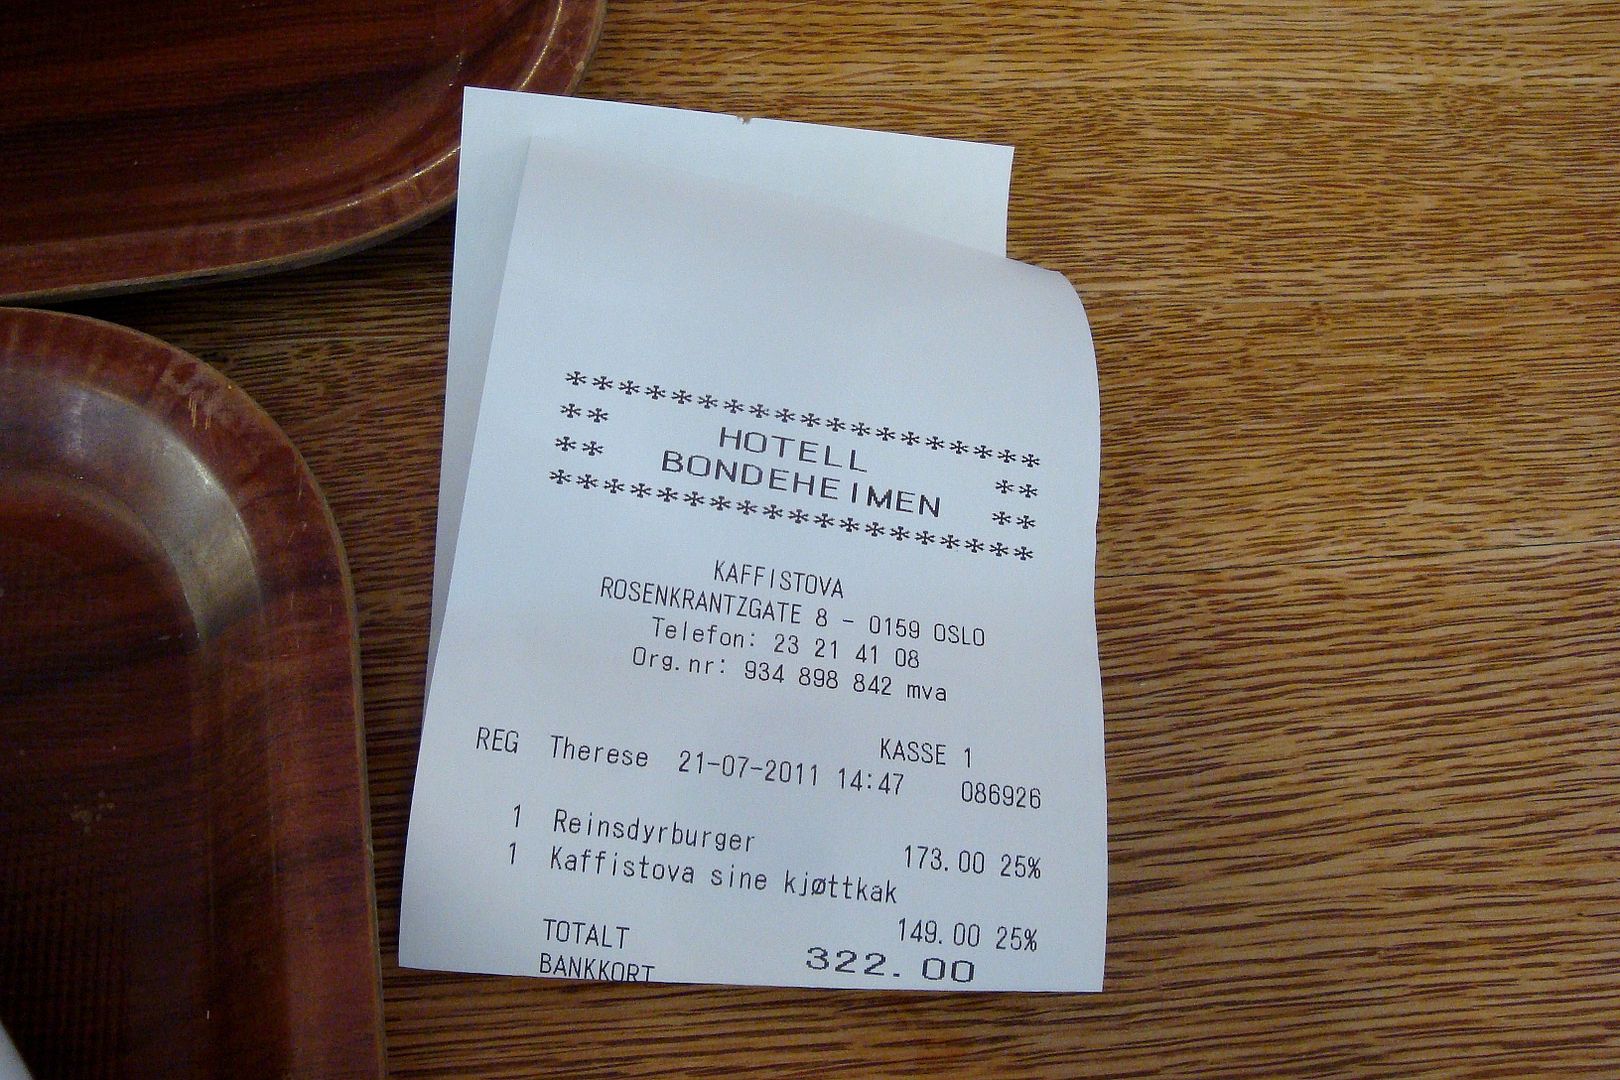 *******************
** HOTELL **
** BONDEHEIMEN **
*******************
KAFFISTOVA
ROSENKRANTZGATE 8 - 0159 OSLO
Telefon: 23 21 41 08
Org.nr: 934 898 842 mva
KASSE 1
REG Therese 21-07-2011 14:47 086926
1 Reinsdyrburger 173.00 25%
1 Kaffistova sine kjøttkak
149.00 25%
TOTALT 322.00
BANKKORT